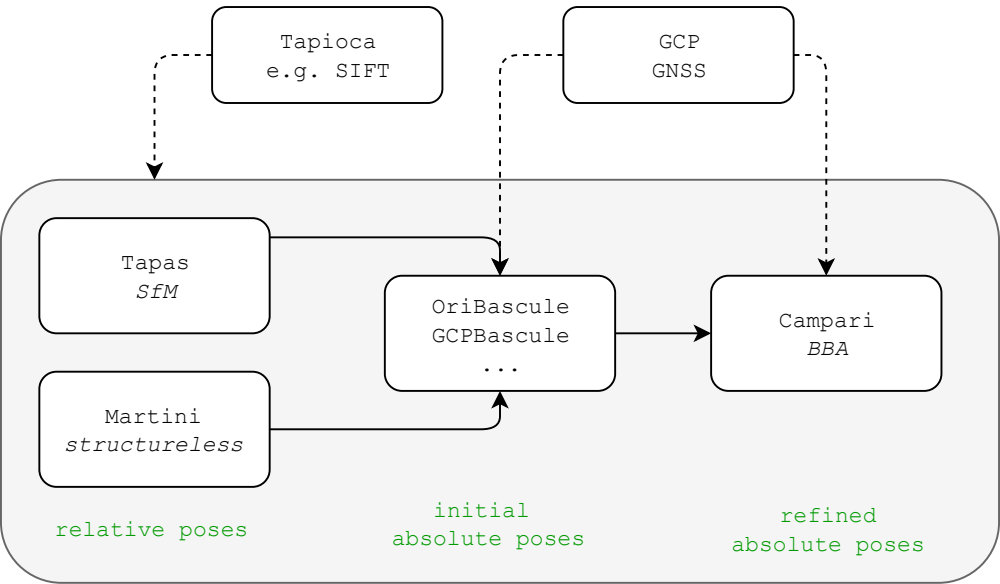 Tapioca
e.g. SIFT
GCP
GNSS
Tapas
SfM
OriBascule
GCPBascule
...
Campari
BBA
Martini
structureless
relative poses
initial
absolute poses
refined
absolute poses